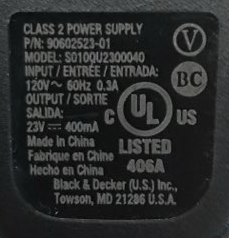 CLASS 2 POWER SUPPLY
P/N: 90602523-01
MODEL: S010QU2300040
INPUT / ENTRÉE / ENTRADA:
120V~ 60Hz 0.3A
OUTPUT / SORTIE
SALIDA:
23V 400mA
Made in China
Fabrique en Chine
Hecho en China
V
BC
C UL US
LISTED
406A
Black & Decker (U.S.) Inc.,
Towson, MD 21286 U.S.A.